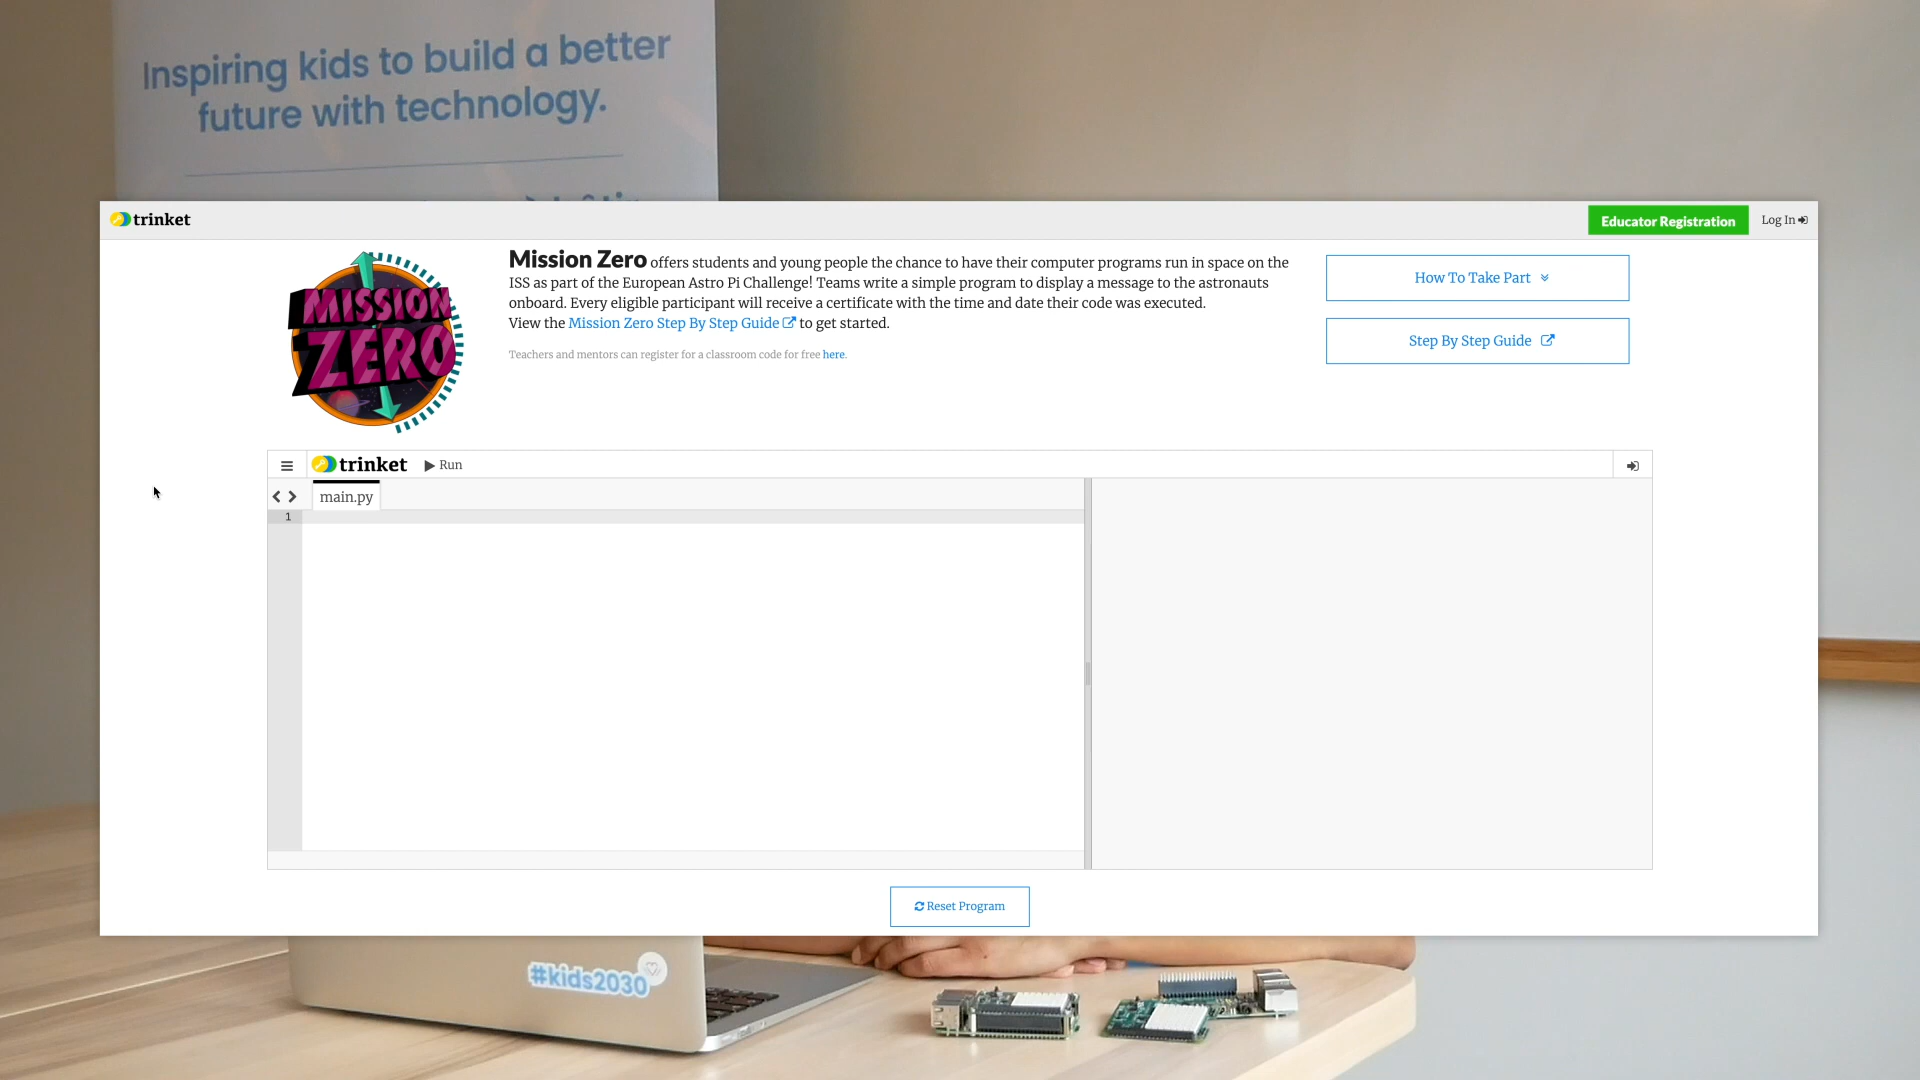 Inspiring kids to build a better
future with technology.
trinket
Educator Registration
Log In
MISSION
ZERO
Mission Zero offers students and young people the chance to have their computer programs run in space on the
ISS as part of the European Astro Pi Challenge! Teams write a simple program to display a message to the astronauts
onboard. Every eligible participant will receive a certificate with the time and date their code was executed.
View the Mission Zero Step By Step Guide to get started.
Teachers and mentors can register for a classroom code for free here.
How To Take Part
Step By Step Guide
trinket
Run
main.py
1
Reset Program
#kids2030